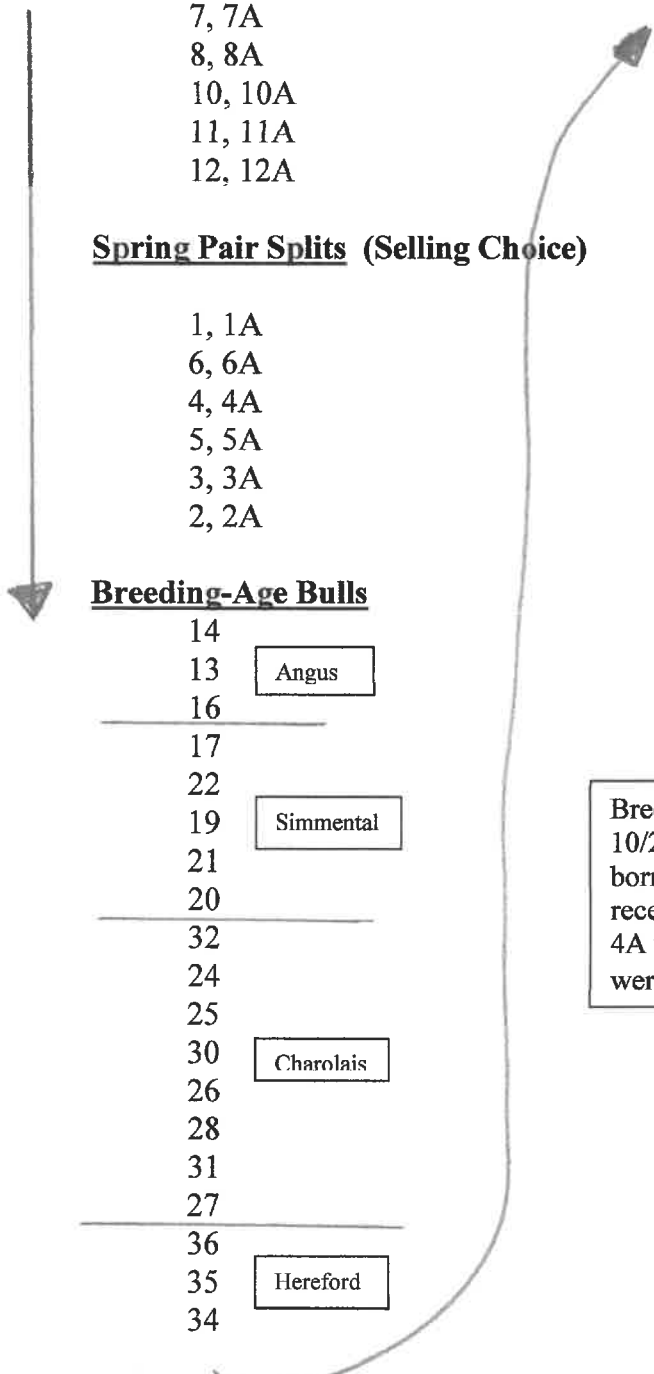 7, 7A
8, 8A
10, 10A
11, 11A
12, 12A
Spring Pair Splits (Selling Choice)
1, 1A
6, 6A
4, 4A
5, 5A
3, 3A
2, 2A
Breeding-Age Bulls
14
13
Angus
16
17
22
19
Simmental
21
20
32
24
25
30
Charolais
26
28
31
27
36
35
Hereford
34
4A